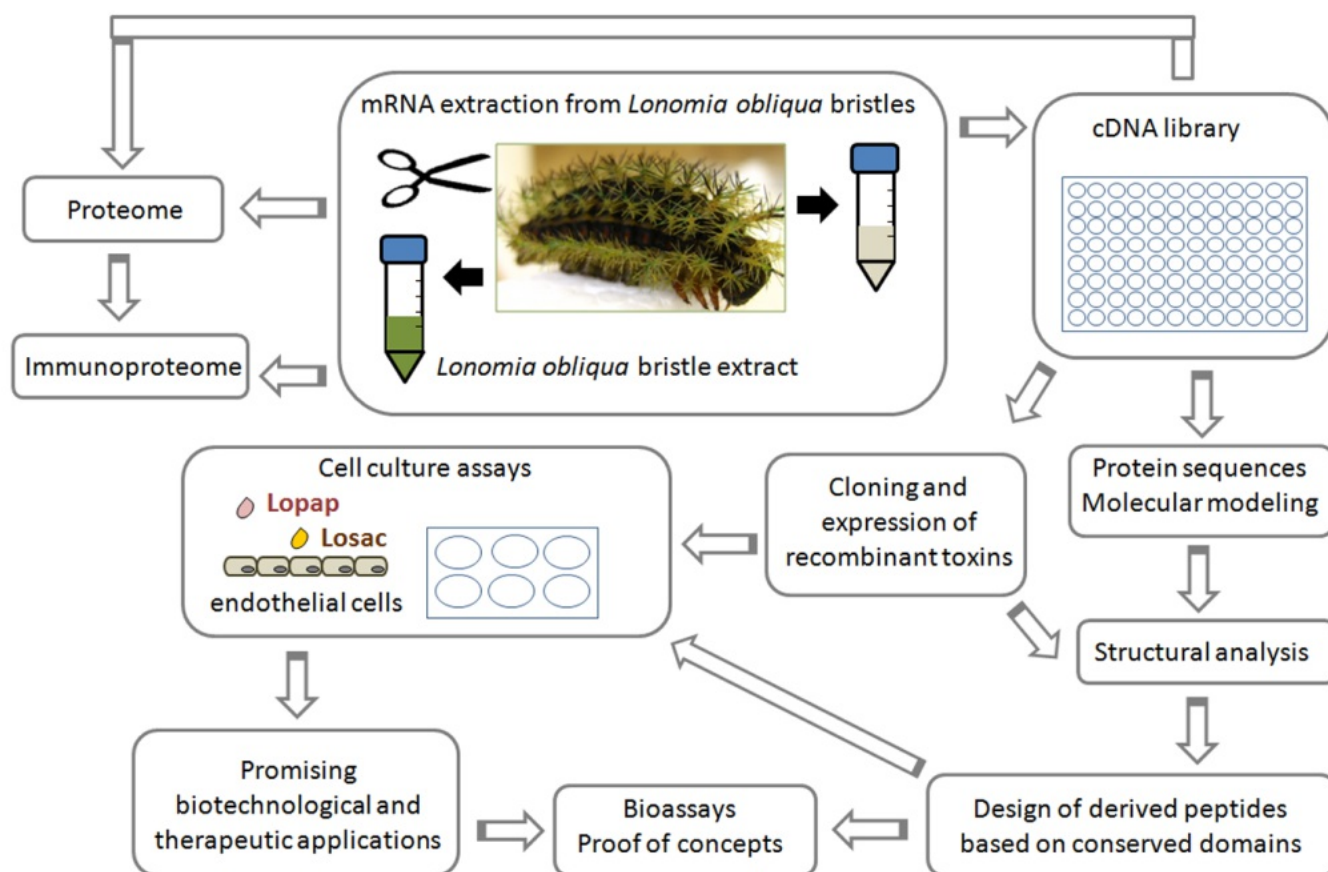 mRNA extraction from Lonomia obliqua bristles
Lonomia obliqua bristle extract
cDNA library
Proteome
Immunoproteome
Cell culture assays
Lopap
Losac
endothelial cells
Cloning and
expression of
recombinant toxins
Protein sequences
Molecular modeling
Structural analysis
Promising
biotechnological and
therapeutic applications
Bioassays
Proof of concepts
Design of derived peptides
based on conserved domains